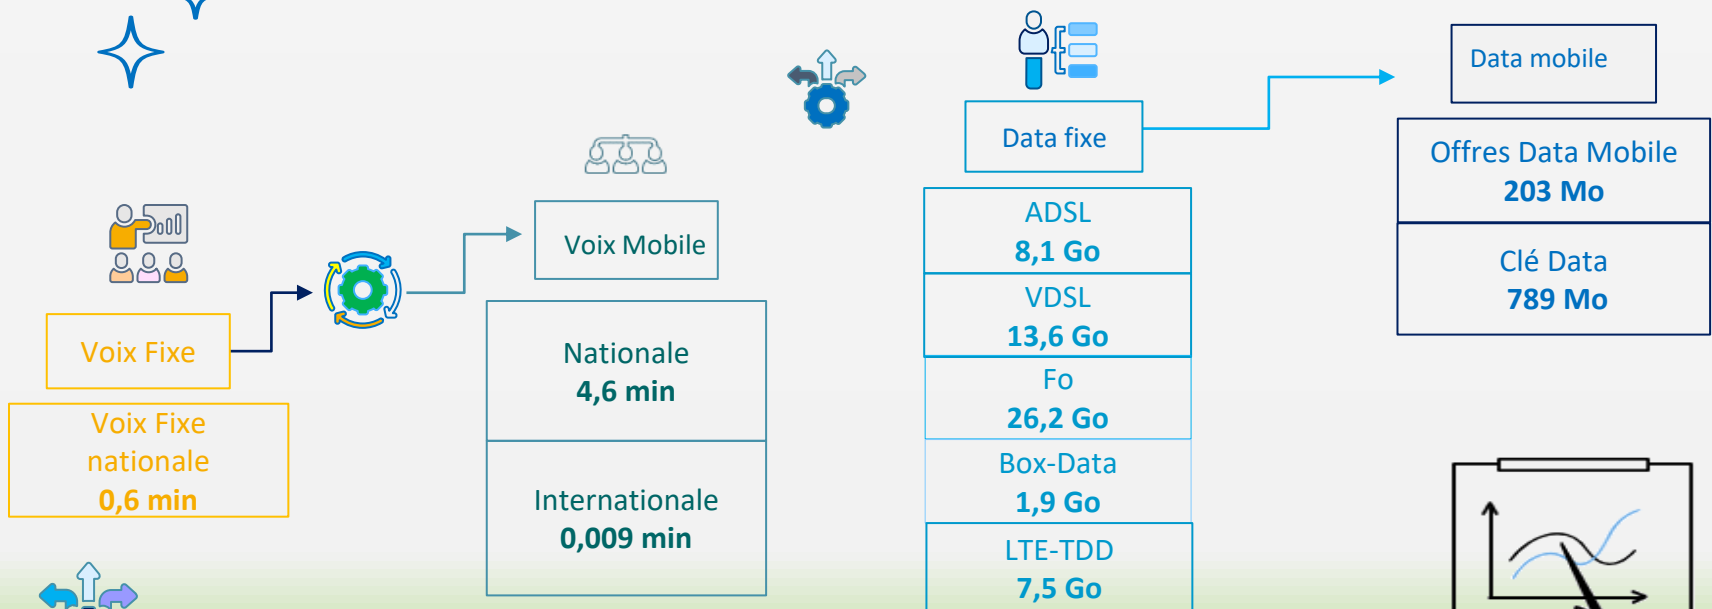 Voix Fixe
Voix Fixe
nationale
0,6 min
Voix Mobile
Nationale
4,6 min
Internationale
0,009 min
Data fixe
ADSL
8,1 Go
VDSL
13,6 Go
Fo
26,2 Go
Box-Data
1,9 Go
LTE-TDD
7,5 Go
Data mobile
Offres Data Mobile
203 Mo
Clé Data
789 Mo